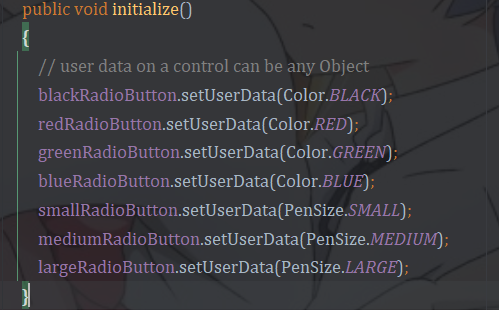 public void initialize()
{
// user data on a control can be any Object
blackRadioButton.setUserData(Color.BLACK);
redRadioButton.setUserData(Color.RED);
greenRadioButton.setUserData(Color.GREEN);
blueRadioButton.setUserData(Color.BLUE);
smallRadioButton.setUserData(PenSize.SMALL);
mediumRadioButton.setUserData(PenSize.MEDIUM);
largeRadioButton.setUserData(PenSize.LARGE);
}